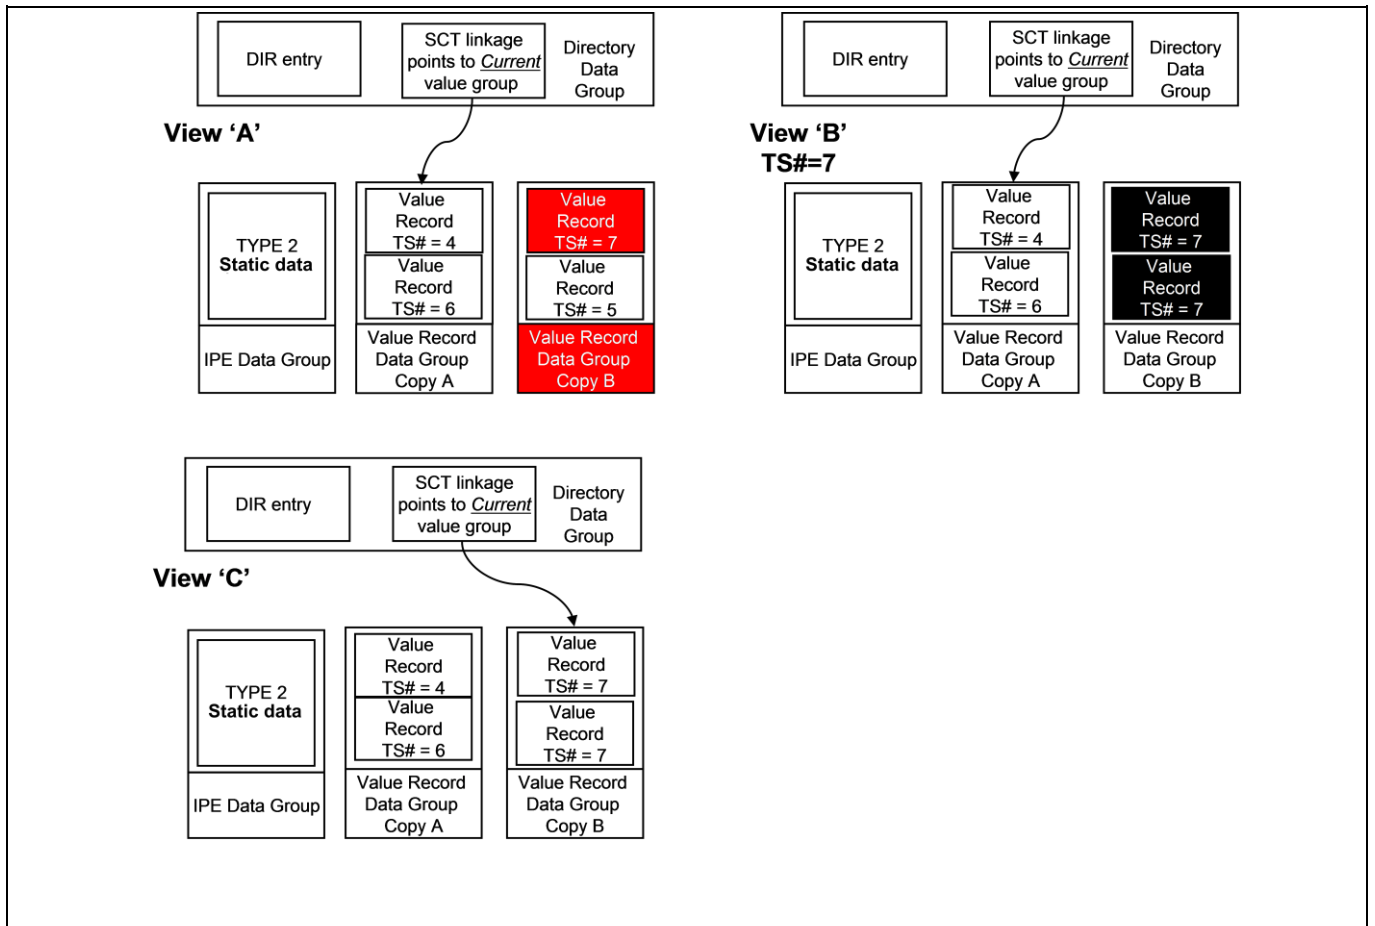 DIR entry
SCT linkage
points to Current
value group
Directory
Data
Group
View ‘A’
TYPE 2
Static data
IPE Data Group
Value
Record
TS# = 4
Value
Record
TS# = 6
Value Record
Data Group
Copy A
Value
Record
TS# = 7
Value
Record
TS# = 5
Value Record
Data Group
Copy B
DIR entry
SCT linkage
points to Current
value group
Directory
Data
Group
View ‘B’
TS#=7
TYPE 2
Static data
IPE Data Group
Value
Record
TS# = 4
Value
Record
TS# = 6
Value Record
Data Group
Copy A
Value
Record
TS# = 7
Value
Record
TS# = 7
Value Record
Data Group
Copy B
DIR entry
SCT linkage
points to Current
value group
Directory
Data
Group
View ‘C’
TYPE 2
Static data
IPE Data Group
Value
Record
TS# = 4
Value
Record
TS# = 6
Value Record
Data Group
Copy A
Value
Record
TS# = 7
Value
Record
TS# = 7
Value Record
Data Group
Copy B